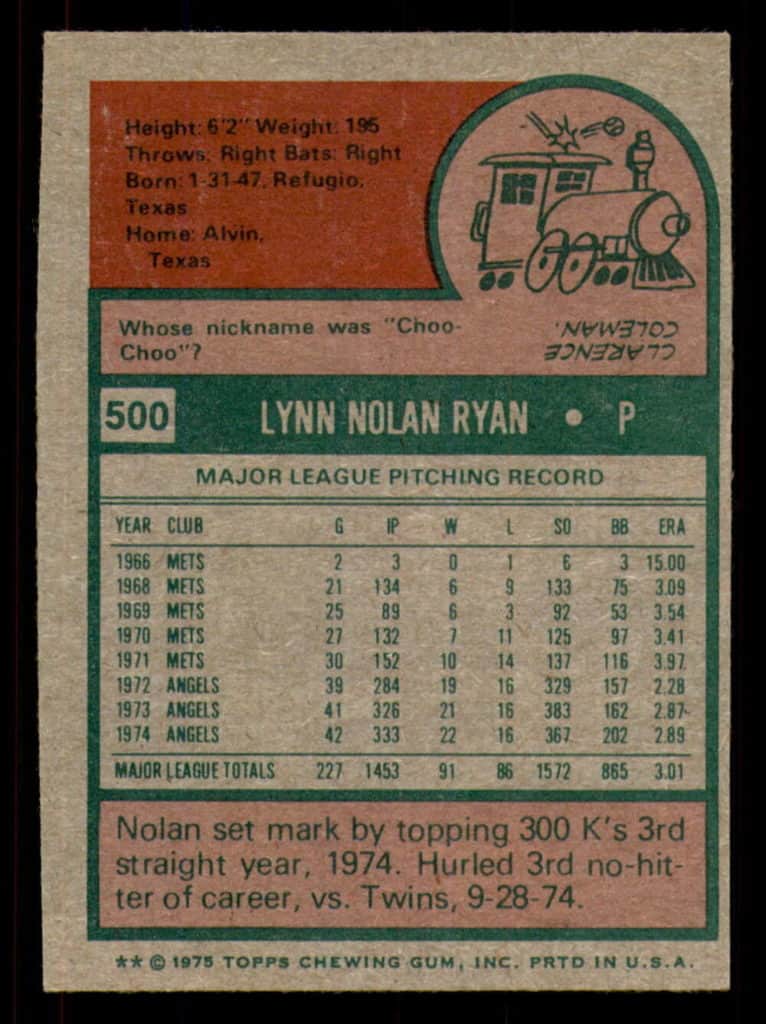 Height: 6'2" Weight: 195
Throws: Right Bats: Right
Born: 1-31-47, Refugio,
Texas
Home: Alvin,
Texas
Whose nickname was "Choo-
Choo"?
CLARENCE
COLEMAN.
500 LYNN NOLAN RYAN • P
MAJOR LEAGUE PITCHING RECORD
YEAR CLUB G IP W L SO BB ERA
1966 METS 2 3 0 1 6 3 15.00
1968 METS 21 134 6 9 133 75 3.09
1969 METS 25 89 6 3 92 53 3.54
1970 METS 27 132 7 11 125 97 3.41
1971 METS 30 152 10 14 137 116 3.97
1972 ANGELS 39 284 19 16 329 157 2.28
1973 ANGELS 41 326 21 16 383 162 2.87
1974 ANGELS 42 333 22 16 367 202 2.89
MAJOR LEAGUE TOTALS 227 1453 91 86 1572 865 3.01
Nolan set mark by topping 300 K's 3rd
straight year, 1974. Hurled 3rd no-hit-
ter of career, vs. Twins, 9-28-74.
** © 1975 TOPPS CHEWING GUM, INC. PRTD IN U.S.A.